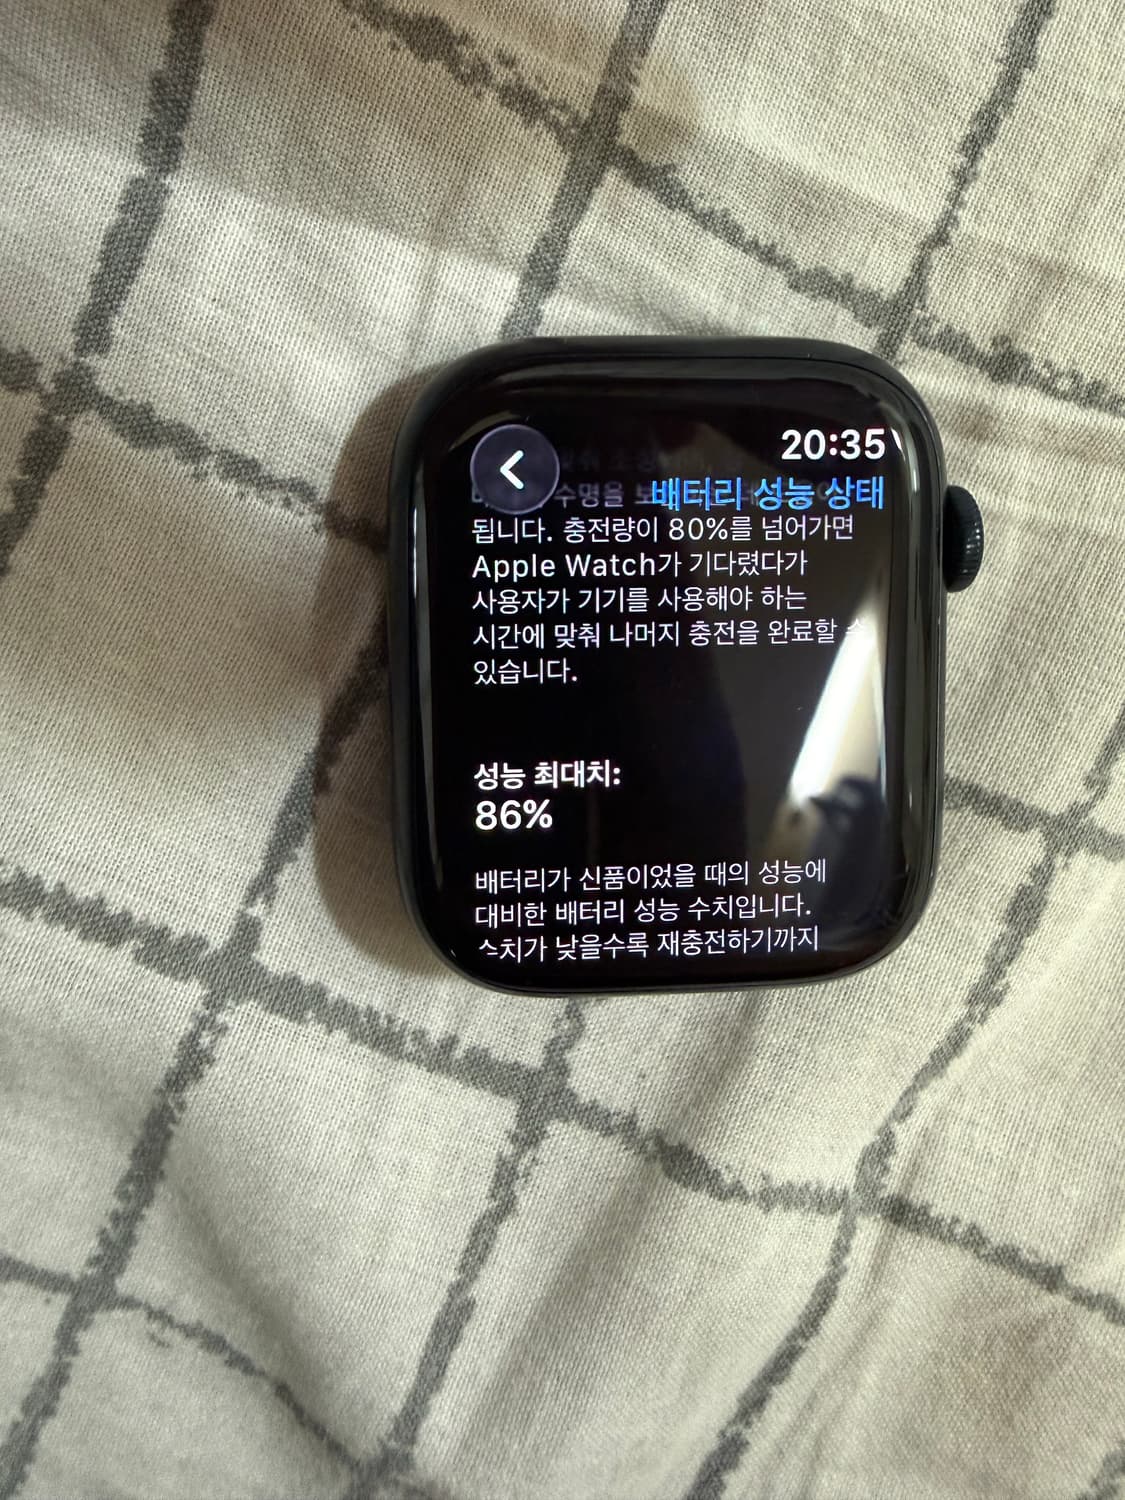 20:35
배터리 성능 상태
수명을
됩니다. 충전량이 80%를 넘어가면
Apple Watch가 기다렸다가
사용자가 기기를 사용해야 하는
시간에 맞춰 나머지 충전을 완료할 수
있습니다.
성능 최대치:
86%
배터리가 신품이었을 때의 성능에
대비한 배터리 성능 수치입니다.
수치가 낮을수록 재충전하기까지